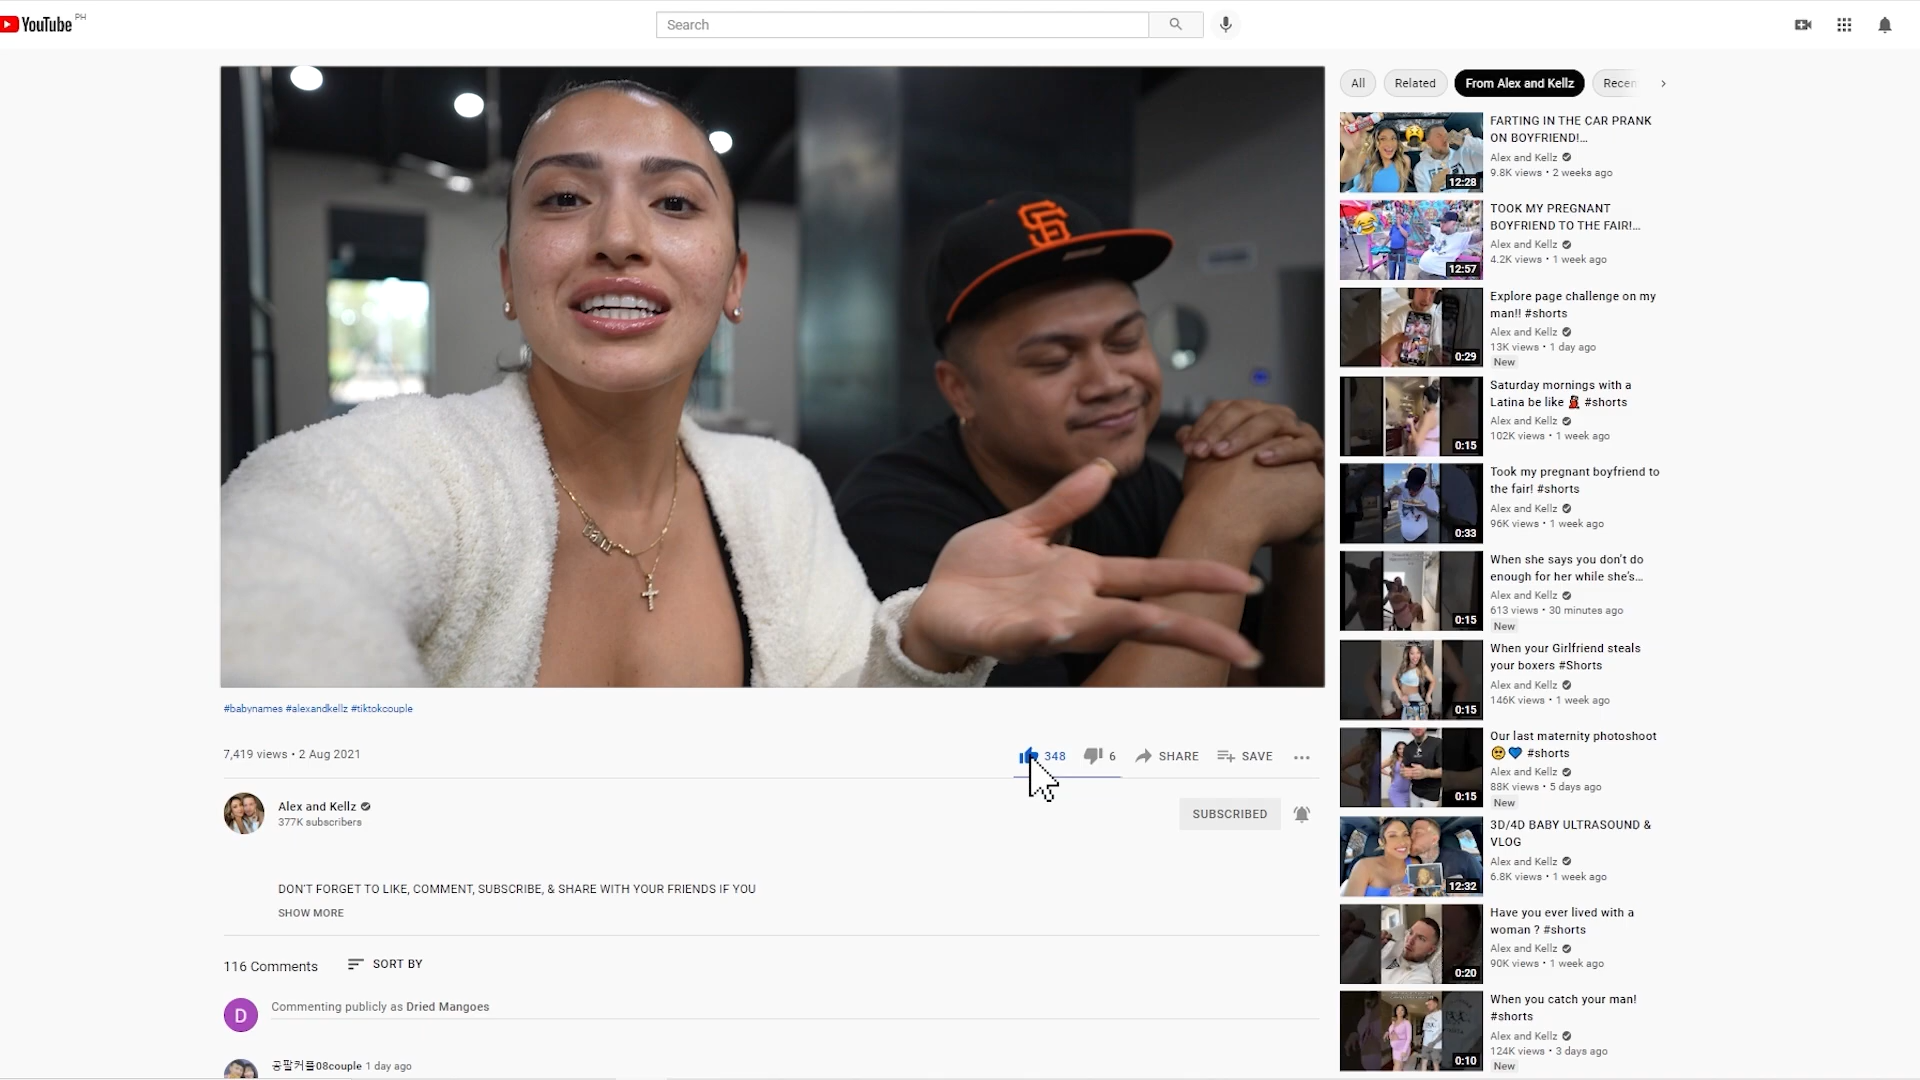 YouTube PH
Search
All
Related
From Alex and Kellz
Recen
#babynames #alexandkellz #tiktokcouple
7,419 views • 2 Aug 2021
348
6
SHARE
SAVE
Alex and Kellz
377K subscribers
SUBSCRIBED
DON'T FORGET TO LIKE, COMMENT, SUBSCRIBE, & SHARE WITH YOUR FRIENDS IF YOU
SHOW MORE
116 Comments
SORT BY
D
Commenting publicly as Dried Mangoes
공팔커플08couple 1 day ago
12:28
FARTING IN THE CAR PRANK
ON BOYFRIEND!...
Alex and Kellz
9.8K views • 2 weeks ago
12:57
TOOK MY PREGNANT
BOYFRIEND TO THE FAIR!...
Alex and Kellz
4.2K views • 1 week ago
0:29
Explore page challenge on my
man!! #shorts
Alex and Kellz
13K views • 1 day ago
New
0:15
Saturday mornings with a
Latina be like 💃 #shorts
Alex and Kellz
102K views • 1 week ago
0:33
Took my pregnant boyfriend to
the fair! #shorts
Alex and Kellz
96K views • 1 week ago
0:15
When she says you don't do
enough for her while she's...
Alex and Kellz
613 views • 30 minutes ago
New
0:15
When your Girlfriend steals
your boxers #Shorts
Alex and Kellz
146K views • 1 week ago
0:15
Our last maternity photoshoot
🥺💙 #shorts
Alex and Kellz
88K views • 5 days ago
New
12:32
3D/4D BABY ULTRASOUND &
VLOG
Alex and Kellz
6.8K views • 1 week ago
0:20
Have you ever lived with a
woman ? #shorts
Alex and Kellz
90K views • 1 week ago
0:10
When you catch your man!
#shorts
Alex and Kellz
124K views • 3 days ago
New
SF